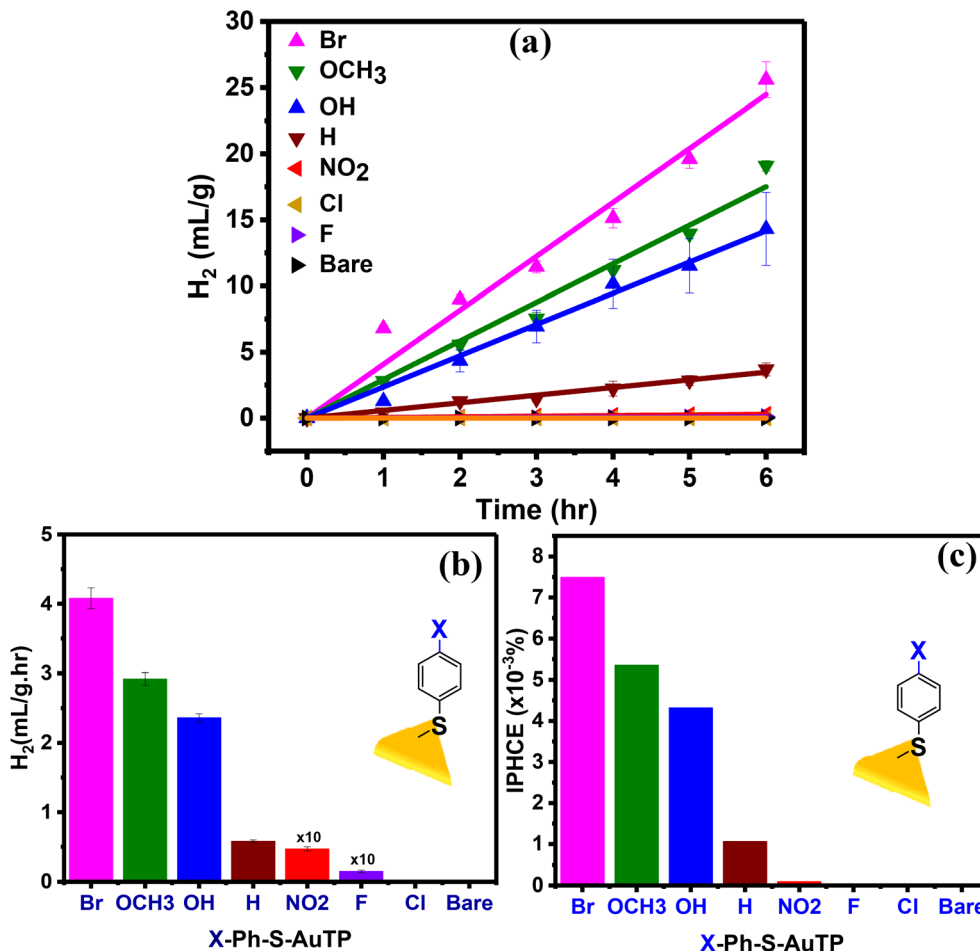 (a)
30
25
20
15
10
5
0
H₂ (mL/g)
Br
OCH₃
OH
H
NO₂
Cl
F
Bare
0 1 2 3 4 5 6
Time (hr)
(b)
5
4
3
2
1
0
H₂(mL/g.hr)
X
S
x10
x10
Br OCH3 OH H NO2 F Cl Bare
X-Ph-S-AuTP
(c)
8
7
6
5
4
3
2
1
0
IPHCE (x10⁻³%)
X
S
Br OCH3 OH H NO2 F Cl Bare
X-Ph-S-AuTP